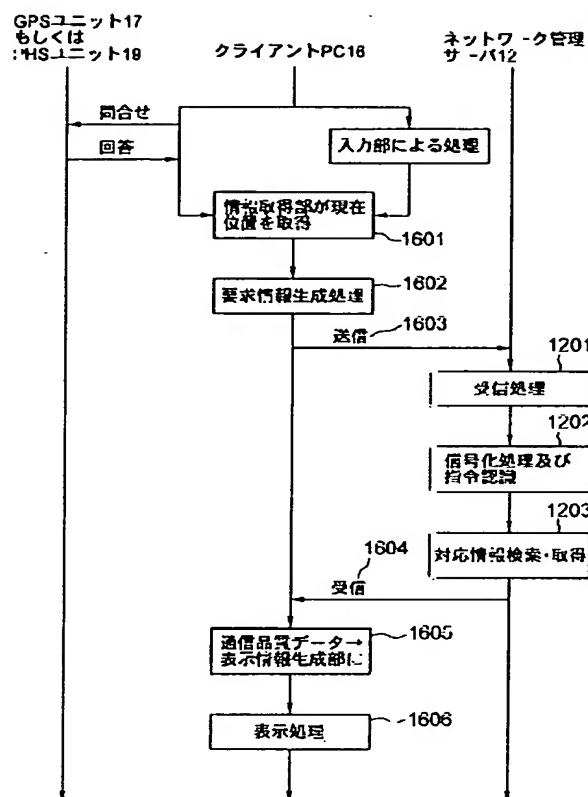 GPSユニット17
もしくは
PHSユニット19
クライアントPC16
ネットワーク管理
サーバ12
問合せ
回答
入力部による処理
情報取得部が現在
位置を取得
1601
要求情報生成処理
1602
送信
1603
1201
受信処理
1202
信号化処理及び
指令認識
1203
対応情報検索・取得
1604
受信
通信品質データ→
表示情報生成部に
1605
表示処理
1606